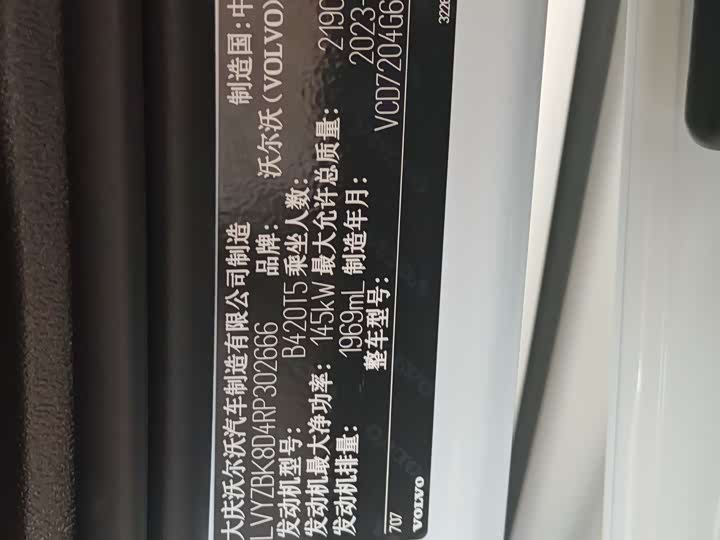 大庆沃尔沃汽车制造有限公司制造 制造国:中
LVYZBK8D4RP302666 品牌: 沃尔沃(VOLVO)
发动机型号: B420T5 乘坐人数:
发动机最大净功率: 145kW 最大允许总质量: 2190
发动机排量: 1969mL 制造年月: 2023-
整车型号: VCD7204G6
707 3226
VOLVO